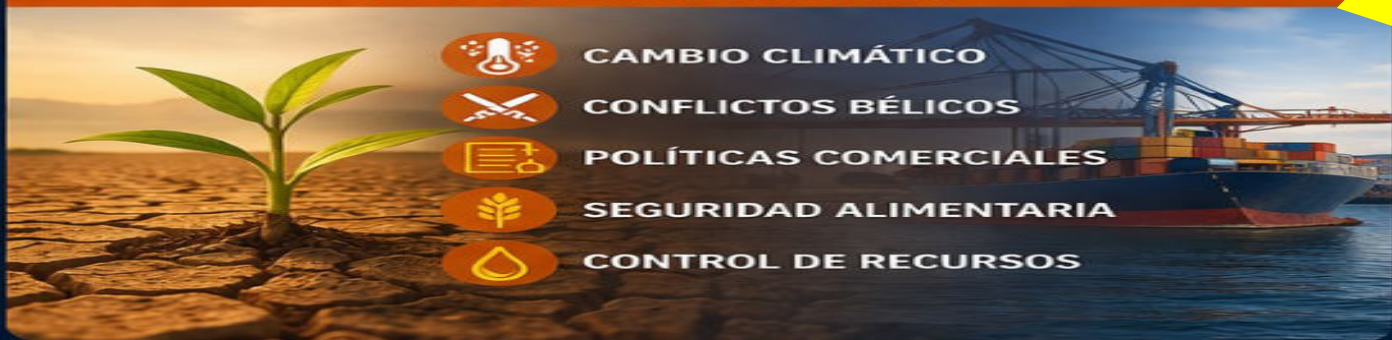 CAMBIO CLIMÁTICO
CONFLICTOS BÉLICOS
POLÍTICAS COMERCIALES
SEGURIDAD ALIMENTARIA
CONTROL DE RECURSOS